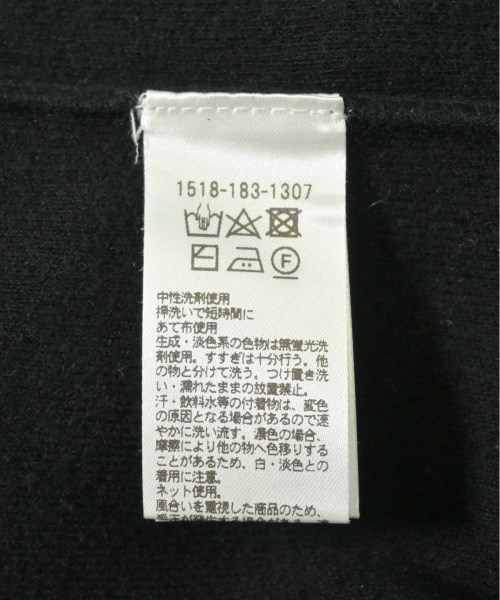 1518-183-1307
F
中性洗剤使用
押洗いで短時間に
あて布使用
生成・淡色系の色物は無蛍光洗
剤使用。すすぎは十分行う。他
の物と分けて洗う。つけ置き洗
い・濡れたままの放置禁止。
汗・飲料水等の付着物は、変色
の原因となる場合があるので速
やかに洗い流す。濃色の場合、
摩擦により他の物へ色移りする
ことがあるため、白・淡色との
着用に注意。
ネット使用。
風合いを重視した商品のため、